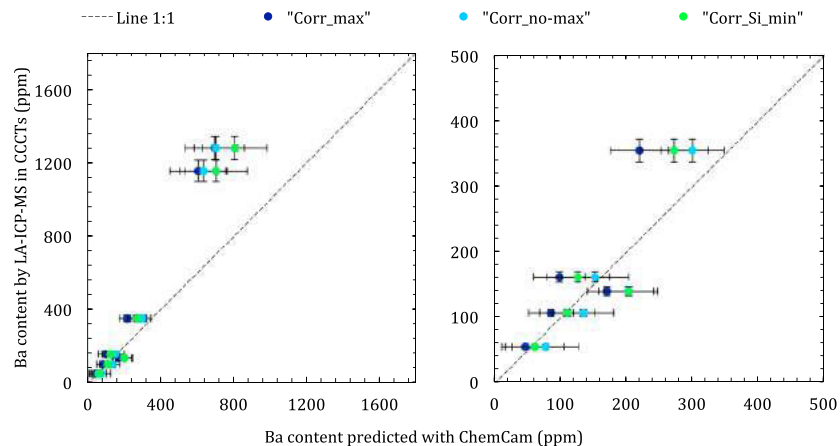 Line 1:1 "Corr_max" "Corr_no-max" "Corr_Si_min"
Ba content by LA-ICP-MS in CCCTs (ppm)
1600
1200
800
400
0
0 400 800 1200 1600
500
400
300
200
100
0
0 100 200 300 400 500
Ba content predicted with ChemCam (ppm)